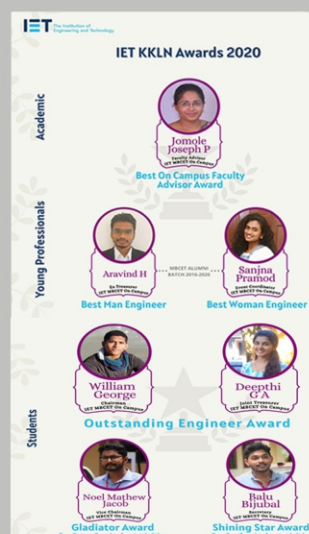 IET The Institution of
Engineering and Technology
IET KKLN Awards 2020
Academic
Jomole
Joseph P
Faculty Advisor
IET MBCET On Campus
Best On Campus Faculty
Advisor Award
Young Professionals
Aravind H
Ex Treasurer
IET MBCET On Campus
MBCET ALUMNI
BATCH 2016-2020
Sanjna
Pramod
Event Coordinator
IET MBCET On Campus
Best Man Engineer
Best Woman Engineer
Students
William
George
Chairman
IET MBCET On Campus
Deepthi
G A
Joint Treasurer
IET MBCET On Campus
Outstanding Engineer Award
Noel Mathew
Jacob
Vice Chairman
IET MBCET On Campus
Balu
Bijubal
Secretary
IET MBCET On Campus
Gladiator Award
Shining Star Award